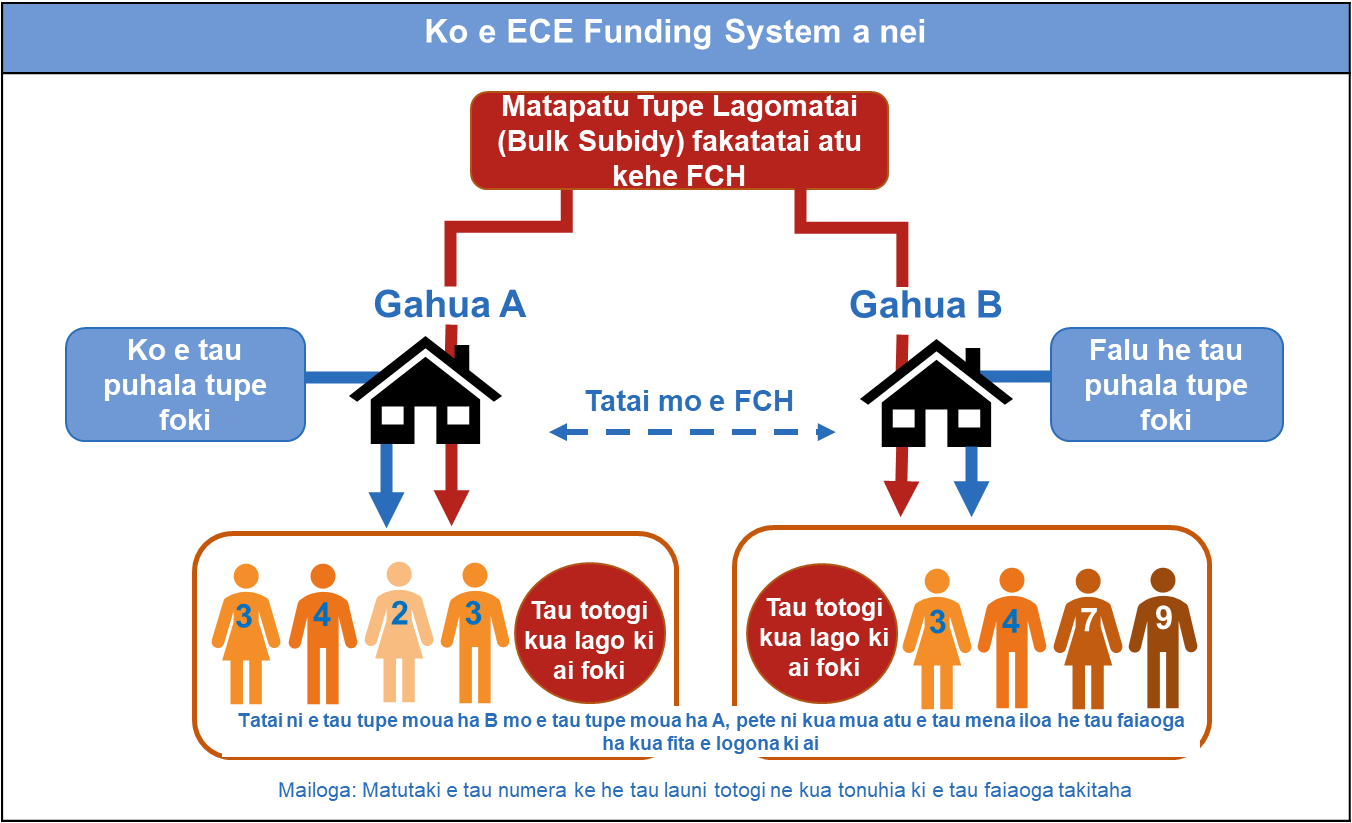 Ko e ECE Funding System a nei
Matapatu Tupe Lagomatai
(Bulk Subidy) fakatatai atu
kehe FCH
Gahua A
Gahua B
Ko e tau
puhala tupe
foki
Tatai mo e FCH
Falu he tau
puhala tupe
foki
3 4 2 3
Tau totogi
kua lago ki
ai foki
Tau totogi
kua lago ki
ai foki
3 4 7 9
Tatai ni e tau tupe moua ha B mo e tau tupe moua ha A, pete ni kua mua atu e tau mena iloa he tau faiaoga
ha kua fita e logona ki ai
Mailoga: Matutaki e tau numera ke he tau launi totogi ne kua tonuhia ki e tau faiaoga takitaha